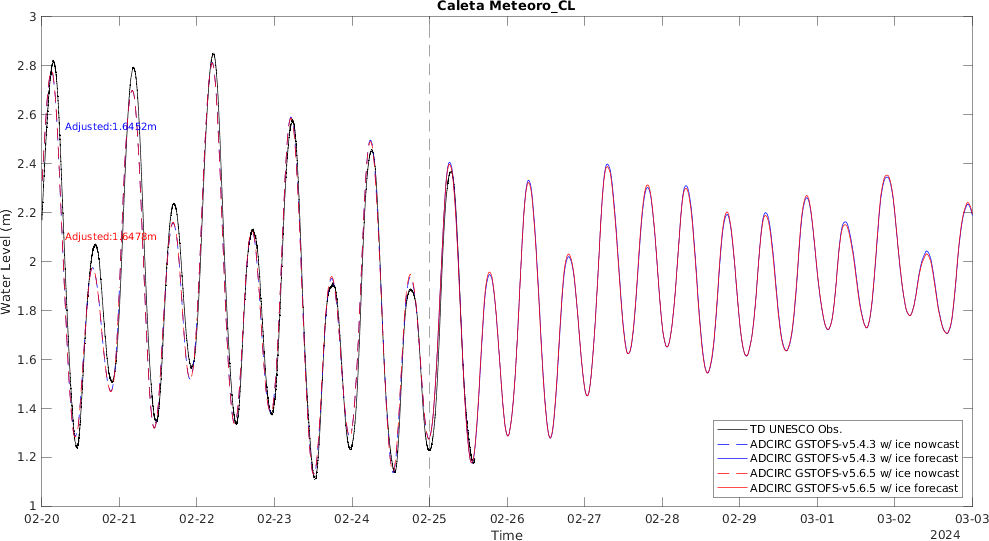 Caleta Meteoro_CL
3
2.8
2.6
2.4
2.2
2
1.8
1.6
1.4
1.2
1
Water Level (m)
Adjusted:1.6452m
Adjusted:1.6478m
TD UNESCO Obs.
ADCIRC GSTOFS-v5.4.3 w/ ice nowcast
ADCIRC GSTOFS-v5.4.3 w/ ice forecast
ADCIRC GSTOFS-v5.6.5 w/ ice nowcast
ADCIRC GSTOFS-v5.6.5 w/ ice forecast
02-20 02-21 02-22 02-23 02-24 02-25 02-26 02-27 02-28 02-29 03-01 03-02 03-03
Time
2024